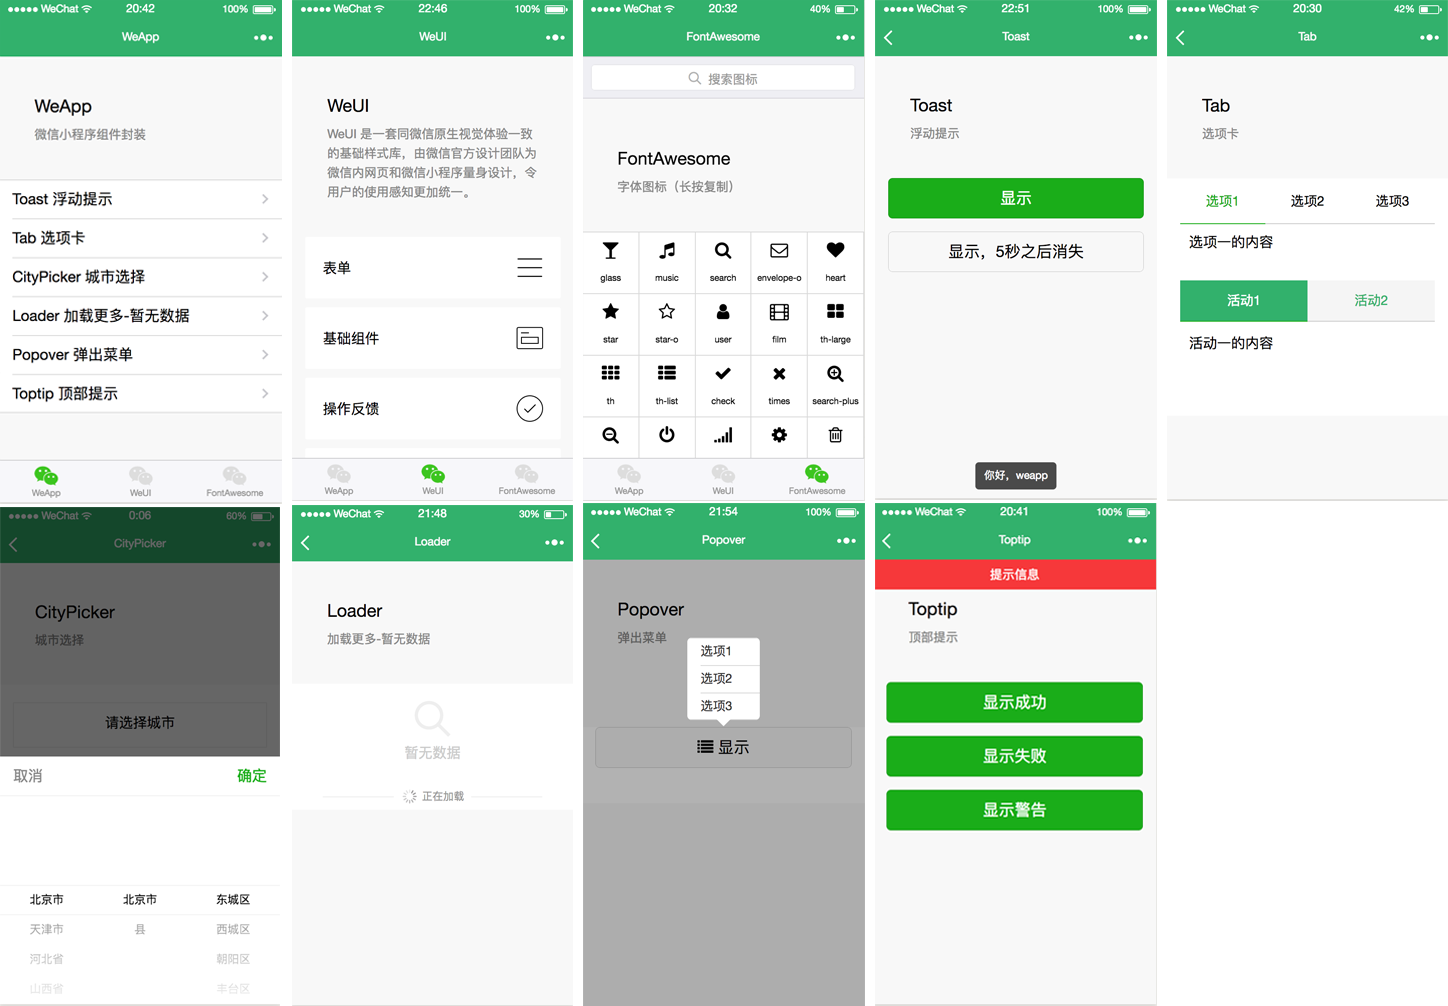 WeChat 20:42 100%
WeApp
WeApp
微信小程序组件封装
Toast 浮动提示
Tab 选项卡
CityPicker 城市选择
Loader 加载更多-暂无数据
Popover 弹出菜单
Toptip 顶部提示
WeApp WeUI FontAwesome
WeChat 22:46 100%
WeUI
WeUI
WeUI 是一套同微信原生视觉体验一致
的基础样式库，由微信官方设计团队为
微信内网页和微信小程序量身设计，令
用户的使用感知更加统一。
表单
基础组件
操作反馈
WeApp WeUI FontAwesome
WeChat 20:32 40%
FontAwesome
搜索图标
FontAwesome
字体图标（长按复制）
glass music search envelope-o heart
star star-o user film th-large
th th-list check times search-plus
WeApp WeUI FontAwesome
WeChat 22:51 100%
Toast
Toast
浮动提示
显示
显示，5秒之后消失
你好，weapp
WeChat 20:30 42%
Tab
Tab
选项卡
选项1 选项2 选项3
选项一的内容
活动1 活动2
活动一的内容
WeChat 0:06 60%
CityPicker
CityPicker
城市选择
请选择城市
取消 确定
北京市 北京市 东城区
天津市 县 西城区
河北省 朝阳区
山西省 丰台区
WeChat 21:48 30%
Loader
Loader
加载更多-暂无数据
暂无数据
正在加载
WeChat 21:54 100%
Popover
Popover
弹出菜单
选项1
选项2
选项3
显示
WeChat 20:41 100%
Toptip
提示信息
Toptip
顶部提示
显示成功
显示失败
显示警告